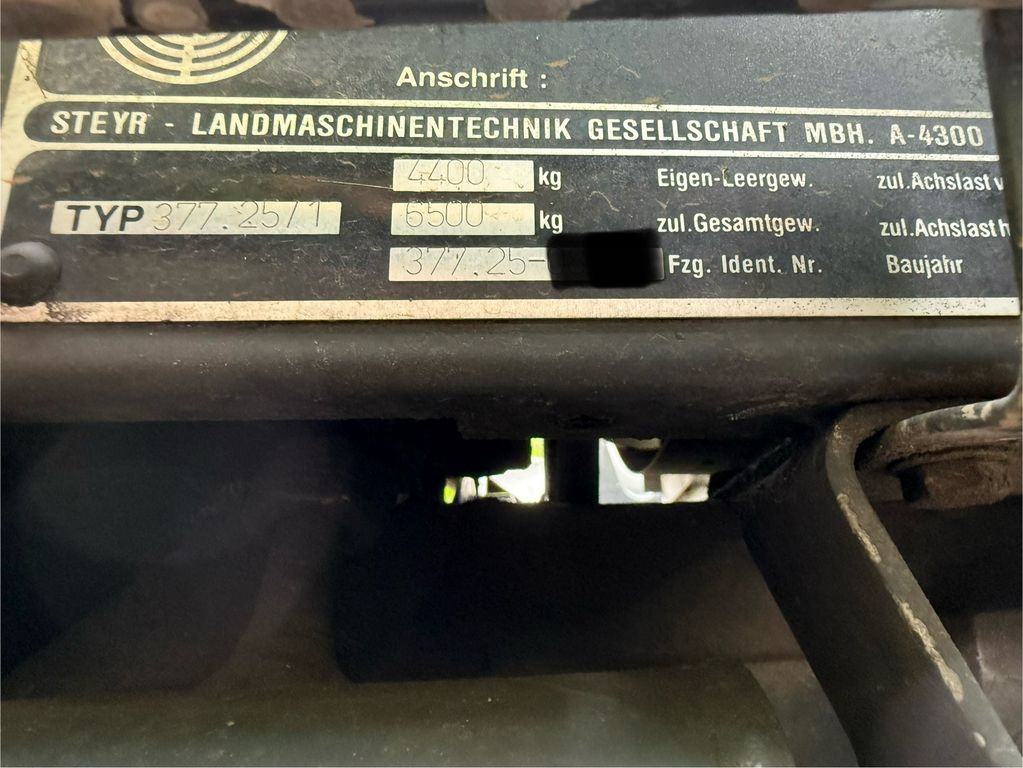 Anschrift :
STEYR - LANDMASCHINENTECHNIK GESELLSCHAFT MBH. A-4300
4400 kg Eigen-Leergew. zul.Achslast v
TYP 377.25/1 6500 kg zul. Gesamtgew. zul.Achslast h
377.25- Fzg. Ident. Nr. Baujahr